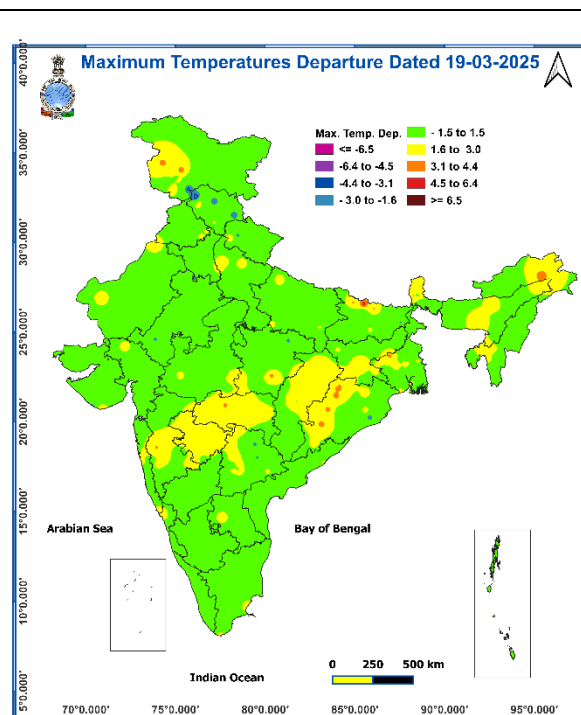 Maximum Temperatures Departure Dated 19-03-2025
Max. Temp. Dep.
<= -6.5
-6.4 to -4.5
-4.4 to -3.1
- 3.0 to -1.6
- 1.5 to 1.5
1.6 to 3.0
3.1 to 4.4
4.5 to 6.4
>= 6.5
40°0.000'
35°0.000'
30°0.000'
25°0.000'
20°0.000'
15°0.000'
10°0.000'
5°0.000'
Arabian Sea
Bay of Bengal
Indian Ocean
0 250 500 km
70°0.000' 75°0.000' 80°0.000' 85°0.000' 90°0.000' 95°0.000'